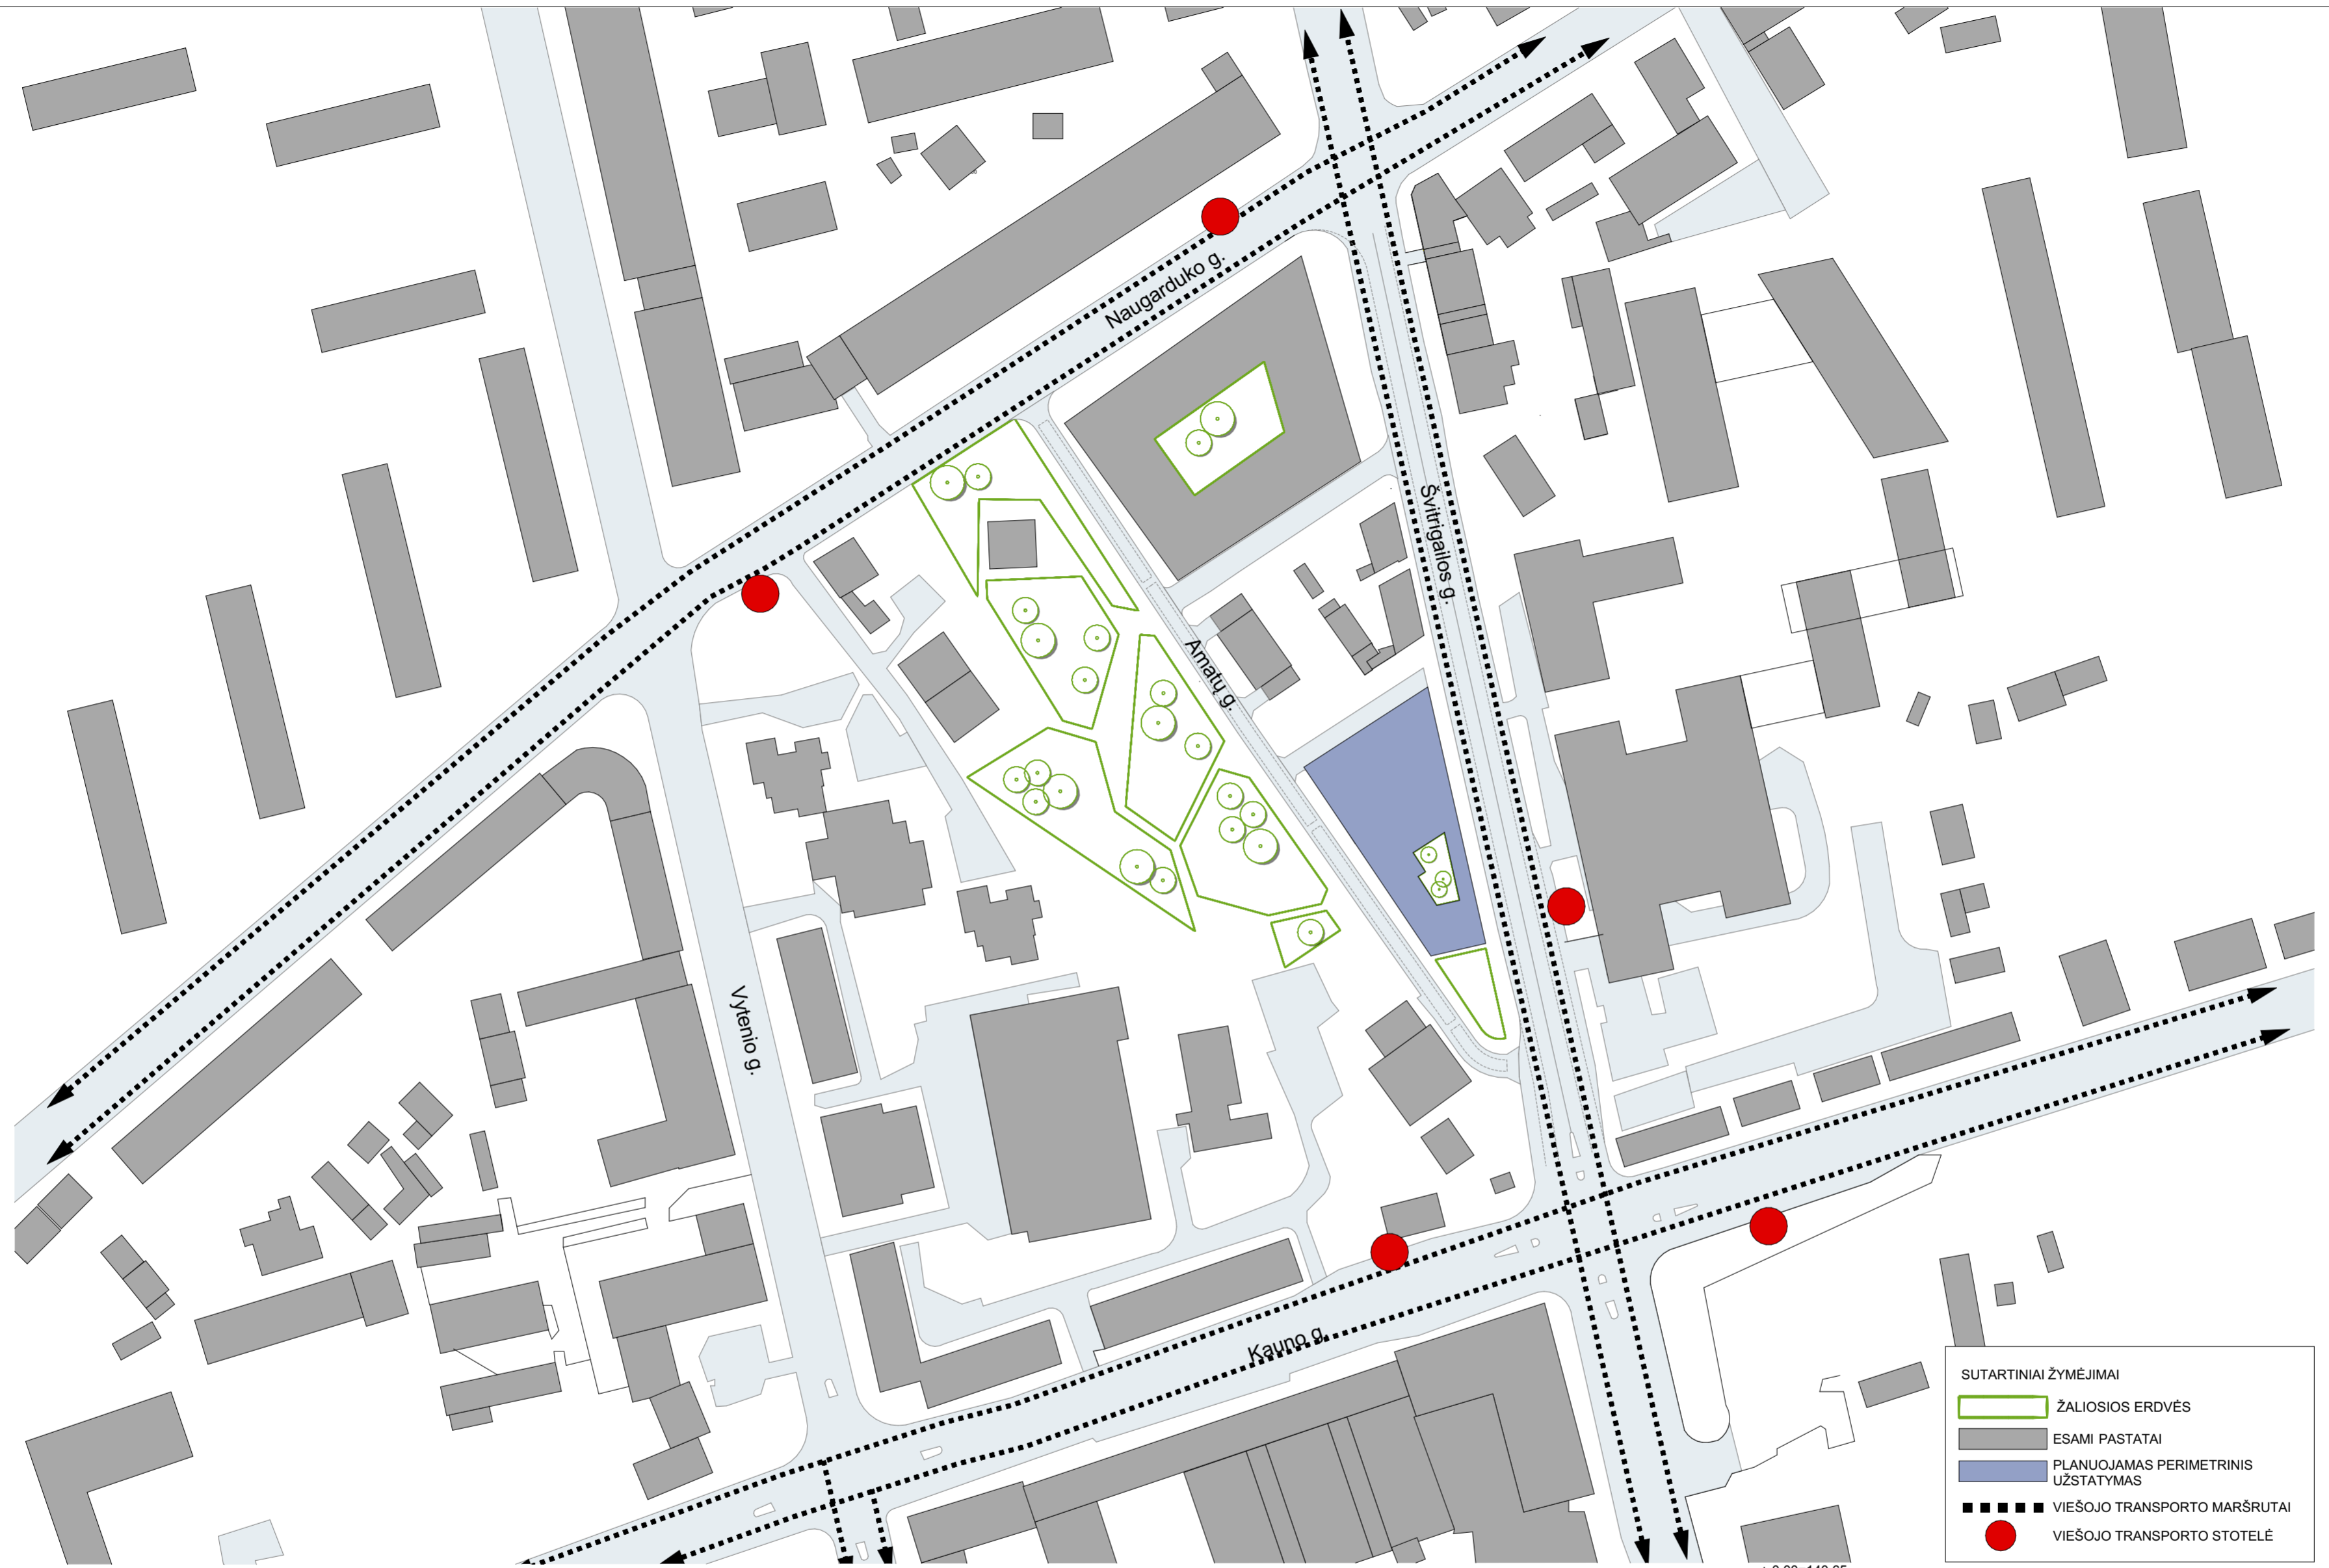 Naugarduko g.
Švitrigailos g.
Amatų g.
Vytenio g.
Kauno g.
SUTARTINIAI ŽYMĖJIMAI
ŽALIOSIOS ERDVĖS
ESAMI PASTATAI
PLANUOJAMAS PERIMETRINIS
UŽSTATYMAS
VIEŠOJO TRANSPORTO MARŠRUTAI
VIEŠOJO TRANSPORTO STOTELĖ